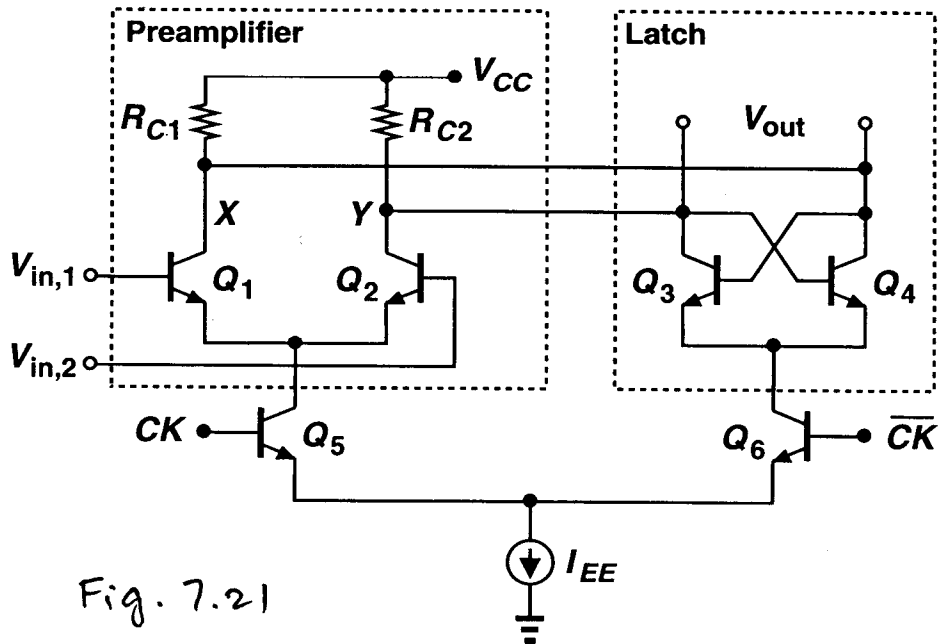 Preamplifier
Latch
V_CC
R_C1
R_C2
V_out
X
Y
V_in,1
Q_1
Q_2
Q_3
Q_4
V_in,2
CK
Q_5
Q_6
C̅K̅
I_EE
Fig. 7.21